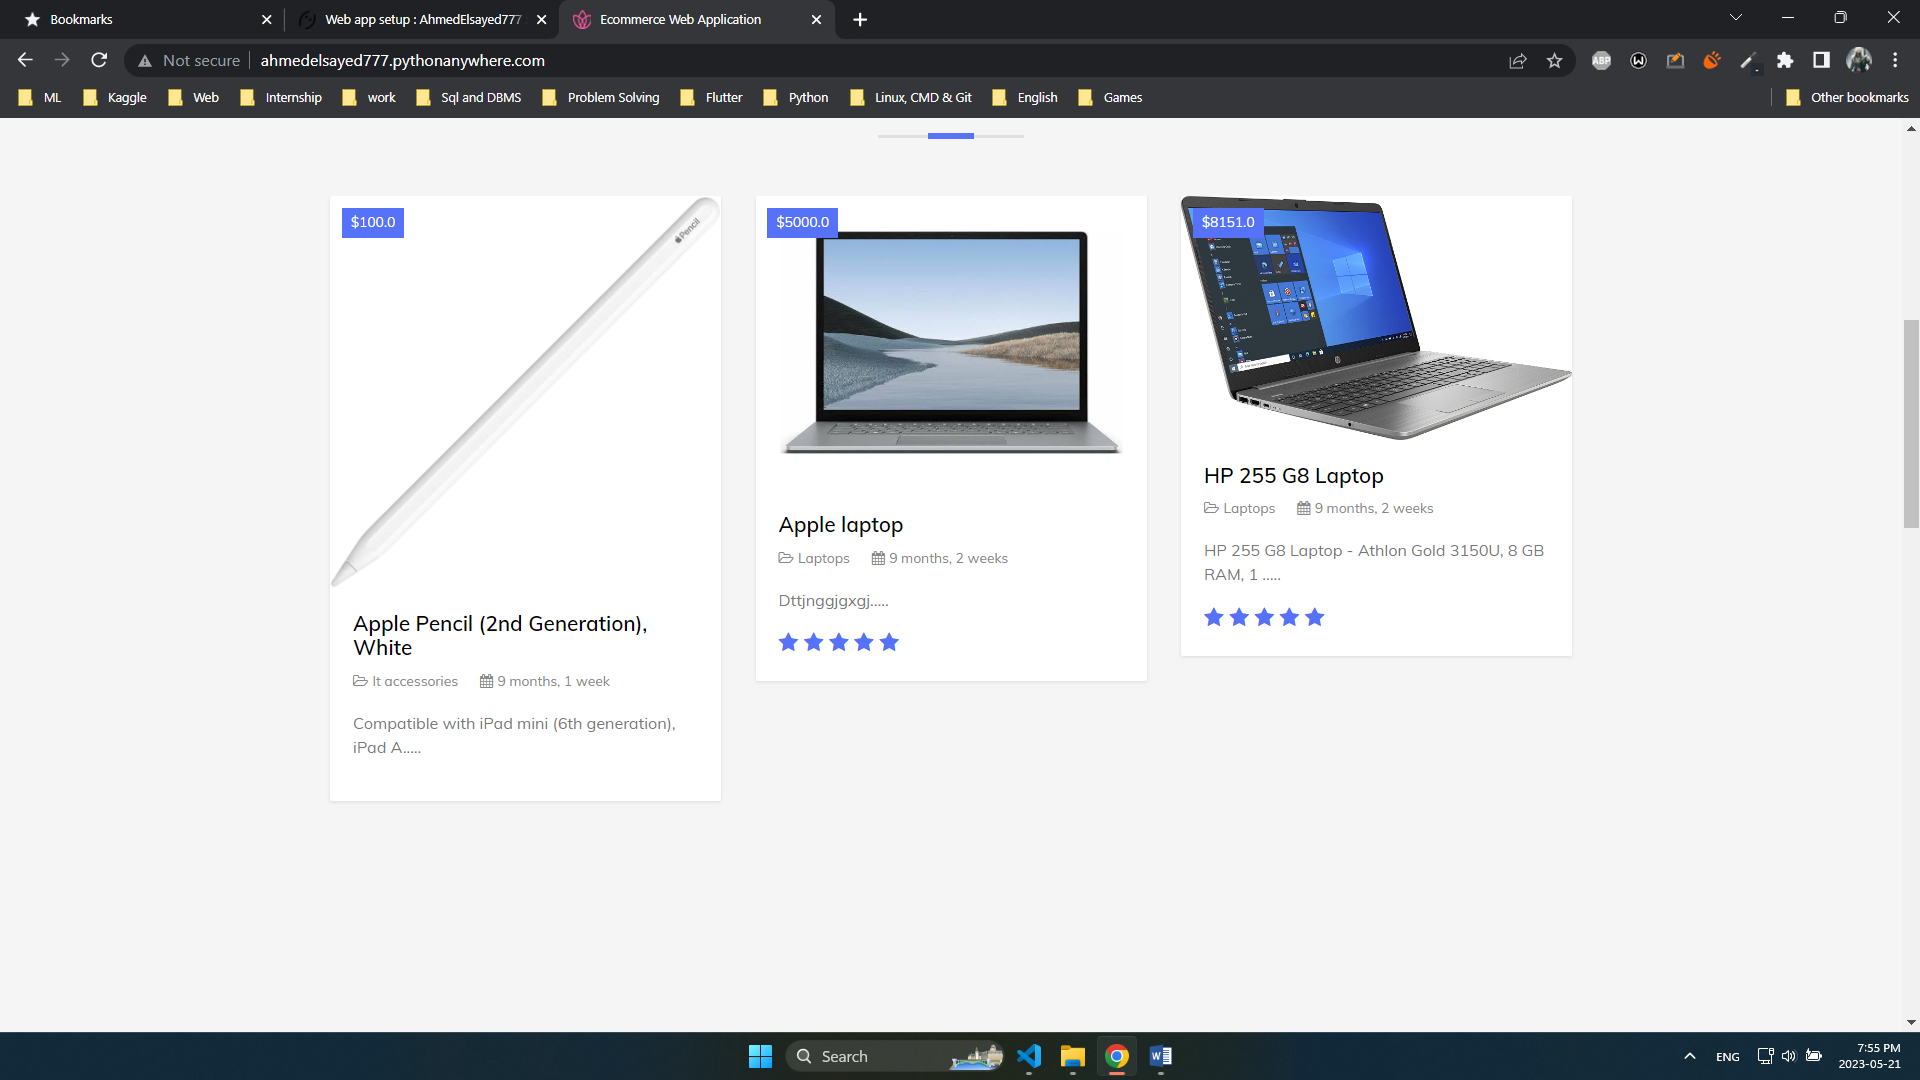 Bookmarks
Web app setup : AhmedElsayed777
Ecommerce Web Application
Not secure
ahmedelsayed777.pythonanywhere.com
ABP
ML
Kaggle
Web
Internship
work
Sql and DBMS
Problem Solving
Flutter
Python
Linux, CMD & Git
English
Games
Other bookmarks
$100.0
Pencil
Apple Pencil (2nd Generation),
White
It accessories
9 months, 1 week
Compatible with iPad mini (6th generation),
iPad A.....
$5000.0
Apple laptop
Laptops
9 months, 2 weeks
Dttjnggjgxgj.....
$8151.0
HP 255 G8 Laptop
Laptops
9 months, 2 weeks
HP 255 G8 Laptop - Athlon Gold 3150U, 8 GB
RAM, 1 .....
Search
ENG
7:55 PM
2023-05-21